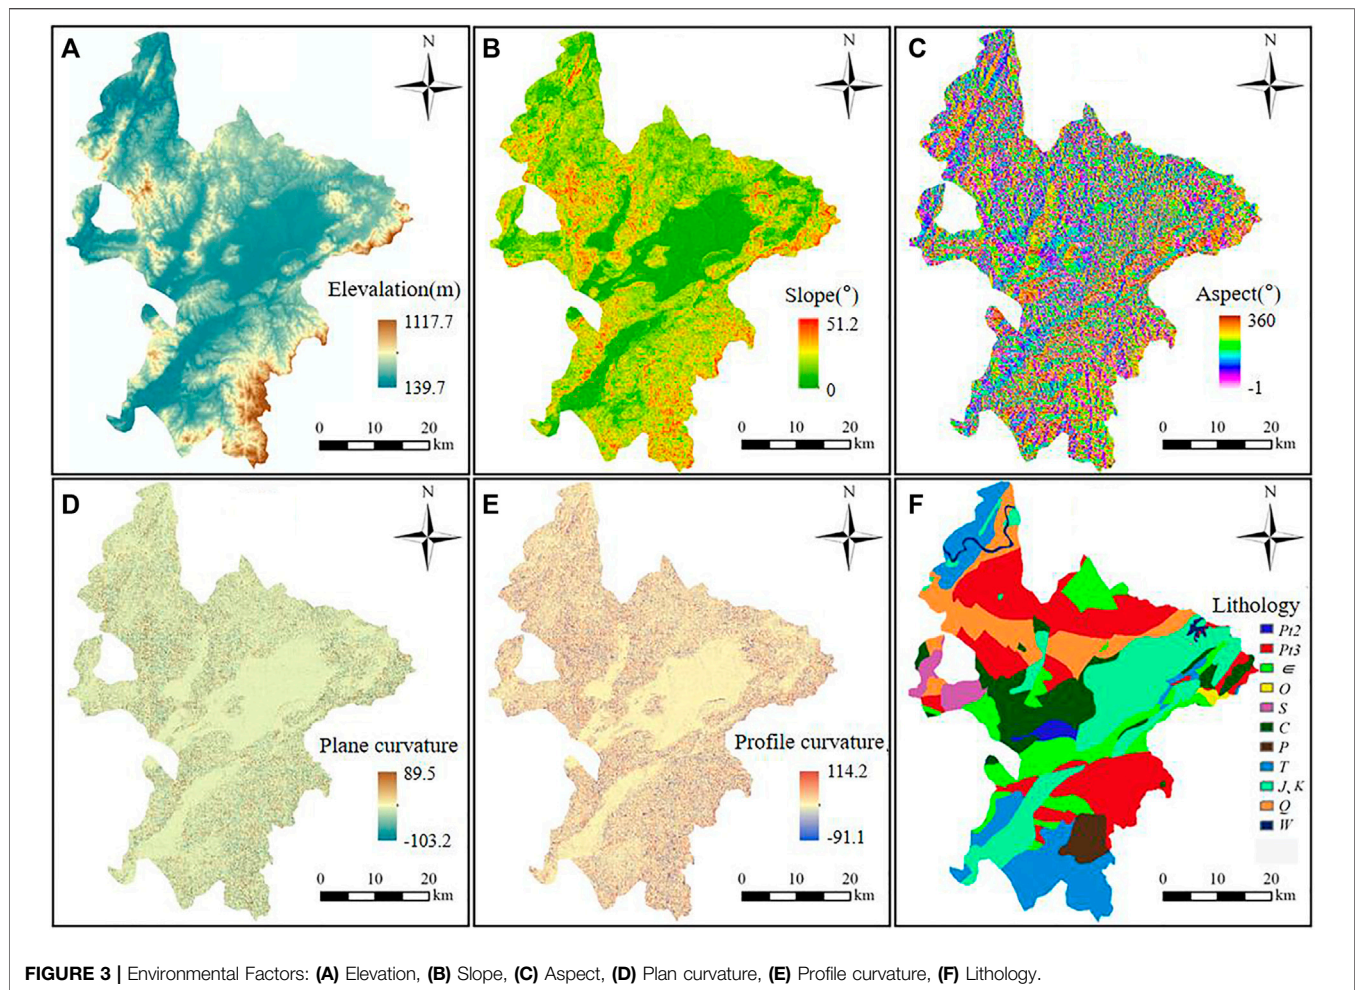 A
N
Elevalation(m)
1117.7
139.7
0 10 20
km
B
N
Slope(°)
51.2
0
0 10 20
km
C
N
Aspect(°)
360
-1
0 10 20
km
D
N
Plane curvature
89.5
-103.2
0 10 20
km
E
N
Profile curvature,
114.2
-91.1
0 10 20
km
F
N
Lithology
Pt2
Pt3
∈
O
S
C
P
T
J、K
Q
W
0 10 20
km
FIGURE 3 | Environmental Factors: (A) Elevation, (B) Slope, (C) Aspect, (D) Plan curvature, (E) Profile curvature, (F) Lithology.